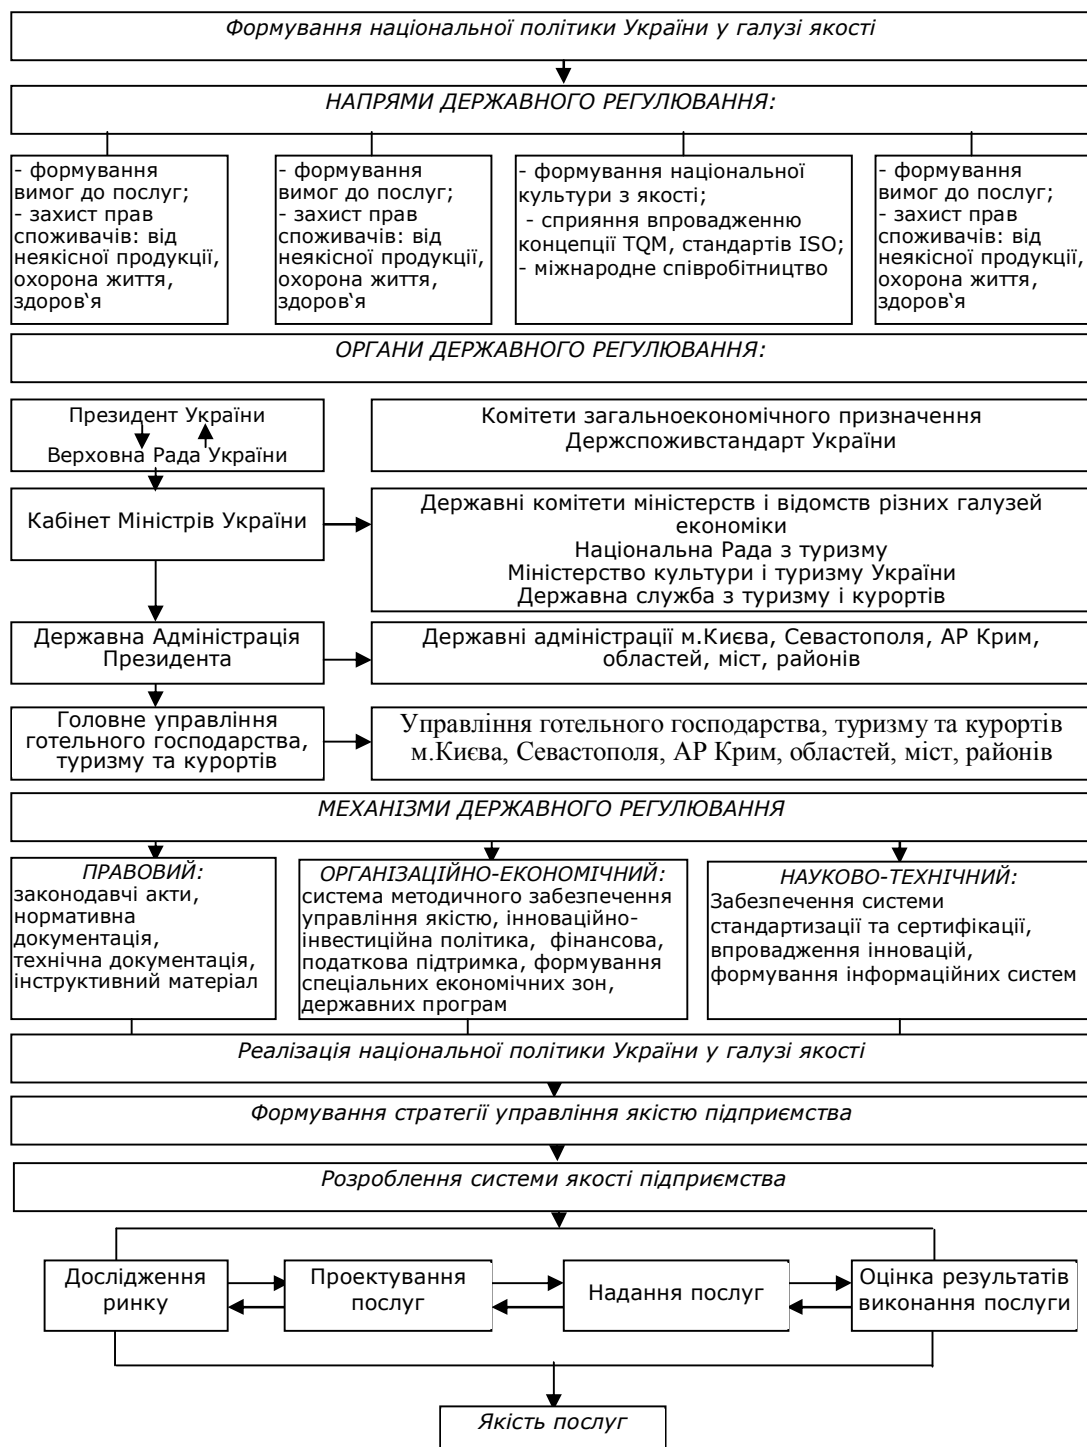 Формування національної політики України у галузі якості
НАПРЯМИ ДЕРЖАВНОГО РЕГУЛЮВАННЯ:
- формування
вимог до послуг;
- захист прав
споживачів: від
неякісної продукції,
охорона життя,
здоров‘я
- формування
вимог до послуг;
- захист прав
споживачів: від
неякісної продукції,
охорона життя,
здоров‘я
- формування національної
культури з якості;
- сприяння впровадженню
концепції TQM, стандартів ISO;
- міжнародне співробітництво
- формування
вимог до послуг;
- захист прав
споживачів: від
неякісної продукції,
охорона життя,
здоров‘я
ОРГАНИ ДЕРЖАВНОГО РЕГУЛЮВАННЯ:
Президент України
Верховна Рада України
Комітети загальноекономічного призначення
Держспоживстандарт України
Кабінет Міністрів України
Державні комітети міністерств і відомств різних галузей
економіки
Національна Рада з туризму
Міністерство культури і туризму України
Державна служба з туризму і курортів
Державна Адміністрація
Президента
Державні адміністрації м.Києва, Севастополя, АР Крим,
областей, міст, районів
Головне управління
готельного господарства,
туризму та курортів
Управління готельного господарства, туризму та курортів
м.Києва, Севастополя, АР Крим, областей, міст, районів
МЕХАНІЗМИ ДЕРЖАВНОГО РЕГУЛЮВАННЯ
ПРАВОВИЙ:
законодавчі акти,
нормативна
документація,
технічна документація,
інструктивний матеріал
ОРГАНІЗАЦІЙНО-ЕКОНОМІЧНИЙ:
система методичного забезпечення
управління якістю, інноваційно-
інвестиційна політика, фінансова,
податкова підтримка, формування
спеціальних економічних зон,
державних програм
НАУКОВО-ТЕХНІЧНИЙ:
Забезпечення системи
стандартизації та сертифікації,
впровадження інновацій,
формування інформаційних систем
Реалізація національної політики України у галузі якості
Формування стратегії управління якістю підприємства
Розроблення системи якості підприємства
Дослідження
ринку
Проектування
послуг
Надання послуг
Оцінка результатів
виконання послуги
Якість послуг